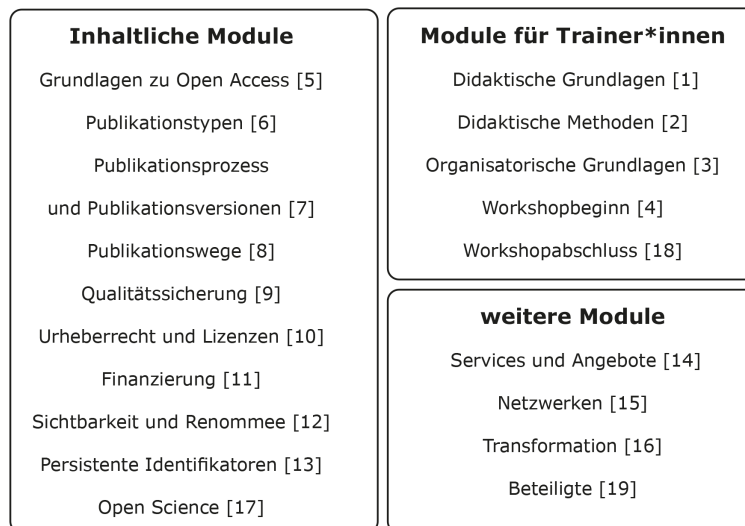 Inhaltliche Module
Grundlagen zu Open Access [5]
Publikationstypen [6]
Publikationsprozess
und Publikationsversionen [7]
Publikationswege [8]
Qualitätssicherung [9]
Urheberrecht und Lizenzen [10]
Finanzierung [11]
Sichtbarkeit und Renommee [12]
Persistente Identifikatoren [13]
Open Science [17]
Module für Trainer*innen
Didaktische Grundlagen [1]
Didaktische Methoden [2]
Organisatorische Grundlagen [3]
Workshopbeginn [4]
Workshopabschluss [18]
weitere Module
Services und Angebote [14]
Netzwerken [15]
Transformation [16]
Beteiligte [19]